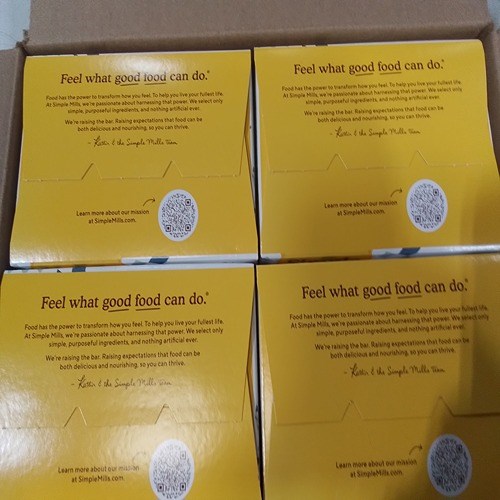 Feel what good food can do.®
Food has the power to transform how you feel. To help you live your fullest life.
At Simple Mills, we're passionate about harnessing that power. We select only
simple, purposeful ingredients, and nothing artificial ever.
We're raising the bar. Raising expectations that food can be
both delicious and nourishing, so you can thrive.
- Katlin & the Simple Mills team
Learn more about our mission
at SimpleMills.com.
Feel what good food can do.®
Food has the power to transform how you feel. To help you live your fullest life.
At Simple Mills, we're passionate about harnessing that power. We select only
simple, purposeful ingredients, and nothing artificial ever.
We're raising the bar. Raising expectations that food can be
both delicious and nourishing, so you can thrive.
- Katlin & the Simple Mills team
Learn more about our mission
at SimpleMills.com.
Feel what good food can do.®
Food has the power to transform how you feel. To help you live your fullest life.
At Simple Mills, we're passionate about harnessing that power. We select only
simple, purposeful ingredients, and nothing artificial ever.
We're raising the bar. Raising expectations that food can be
both delicious and nourishing, so you can thrive.
- Katlin & the Simple Mills team
Learn more about our mission
at SimpleMills.com.
Feel what good food can do.®
Food has the power to transform how you feel. To help you live your fullest life.
At Simple Mills, we're passionate about harnessing that power. We select only
simple, purposeful ingredients, and nothing artificial ever.
We're raising the bar. Raising expectations that food can be
both delicious and nourishing, so you can thrive.
- Katlin & the Simple Mills team
Learn more about our mission
at SimpleMills.com.